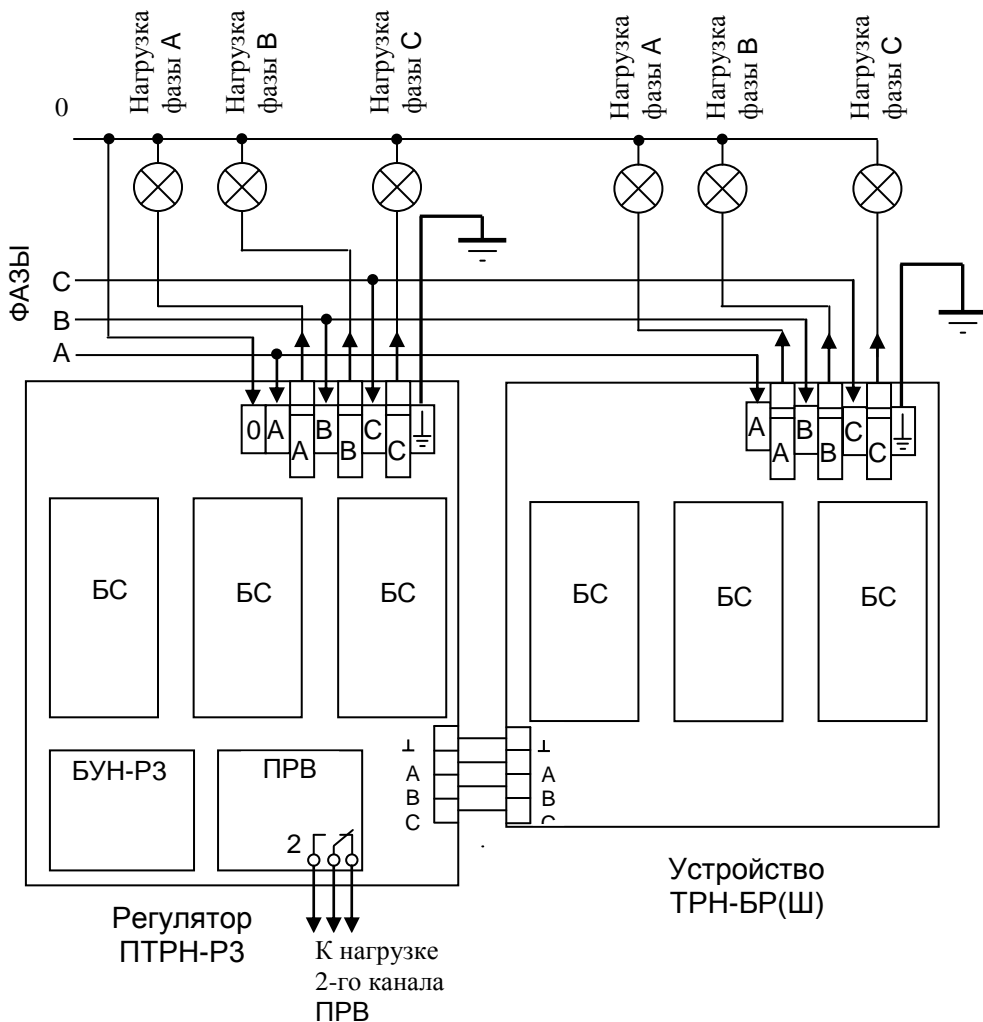 Нагрузка
фазы А
Нагрузка
фазы В
Нагрузка
фазы С
Нагрузка
фазы А
Нагрузка
фазы В
Нагрузка
фазы С
0
ФАЗЫ
С
В
А
0
А
А
В
В
С
С
А
А
В
В
С
С
БС
БС
БС
БС
БС
БС
БУН-Р3
ПРВ
2
А
В
С
А
В
С
Регулятор
ПТРН-Р3
К нагрузке
2-го канала
ПРВ
Устройство
ТРН-БР(Ш)